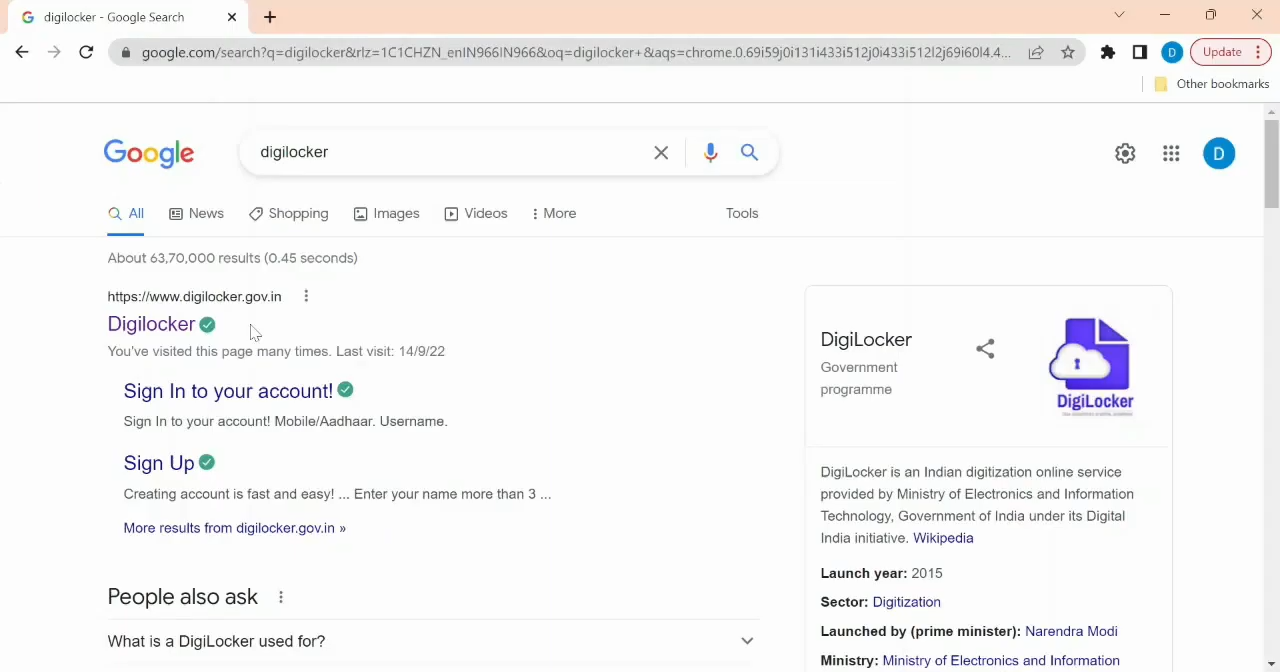 digilocker - Google Search
google.com/search?q=digilocker&rlz=1C1CHZN_enIN966IN966&oq=digilocker+&aqs=chrome.0.69i59j0i131i433i512j0i433i512l2j69i60l4.4...
D
Update
Other bookmarks
Google
digilocker
D
All
News
Shopping
Images
Videos
More
Tools
About 63,70,000 results (0.45 seconds)
https://www.digilocker.gov.in
Digilocker
You've visited this page many times. Last visit: 14/9/22
Sign In to your account!
Sign In to your account! Mobile/Aadhaar. Username.
Sign Up
Creating account is fast and easy! ... Enter your name more than 3 ...
More results from digilocker.gov.in »
People also ask
What is a DigiLocker used for?
DigiLocker
Government
programme
DigiLocker
DigiLocker is an Indian digitization online service
provided by Ministry of Electronics and Information
Technology, Government of India under its Digital
India initiative. Wikipedia
Launch year: 2015
Sector: Digitization
Launched by (prime minister): Narendra Modi
Ministry: Ministry of Electronics and Information